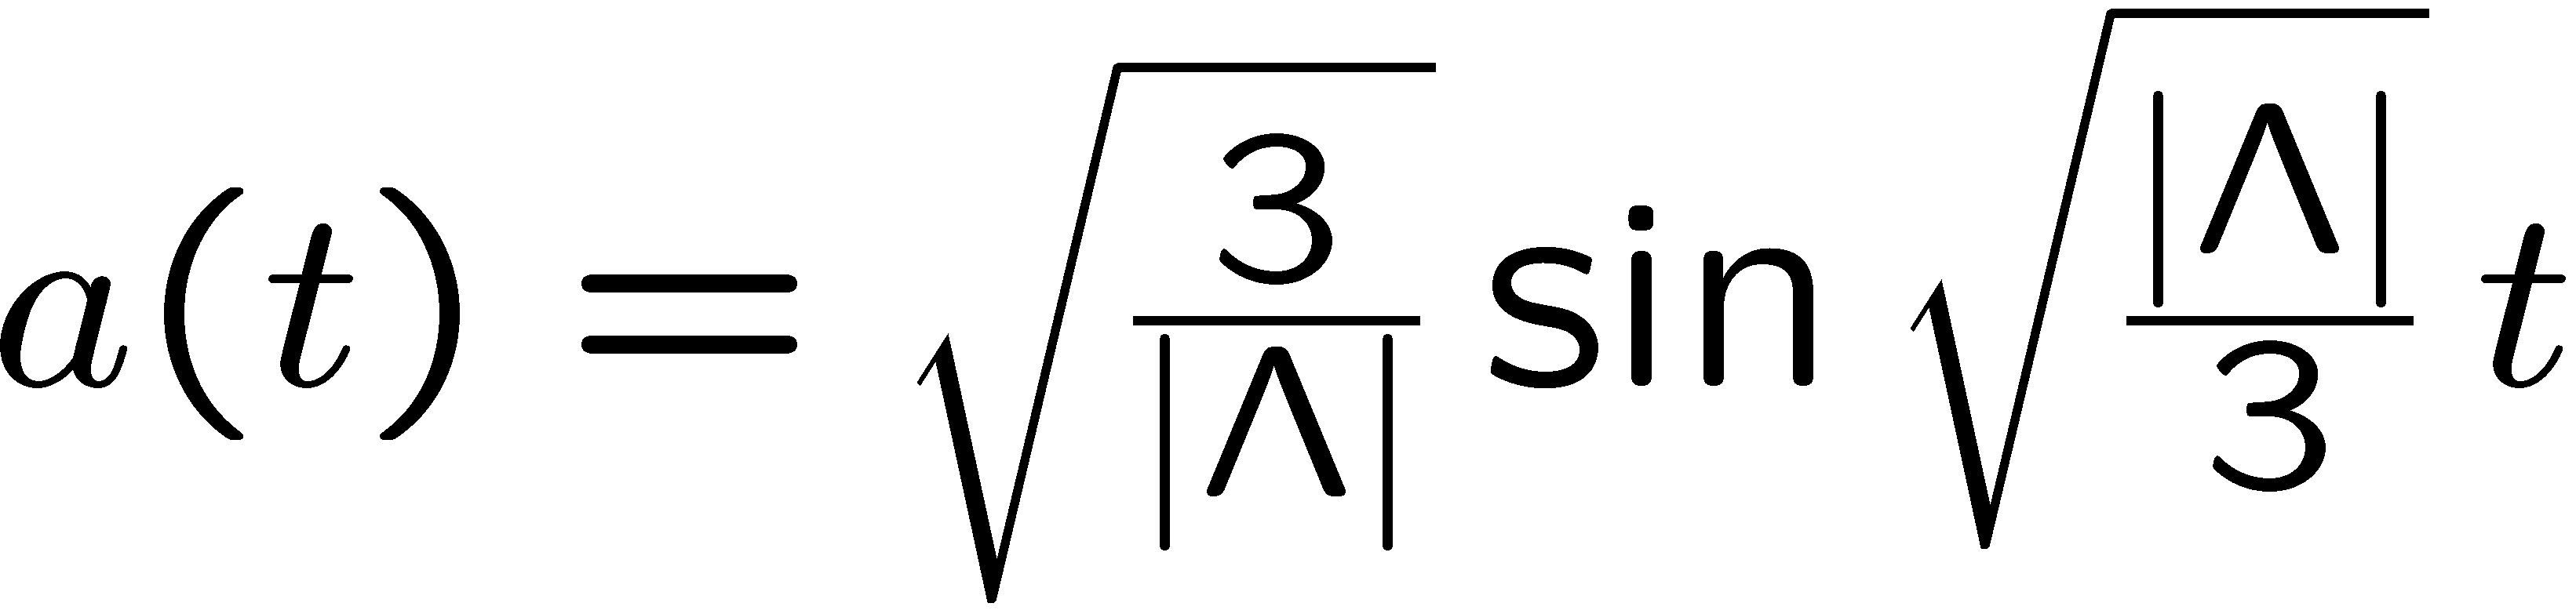 a(t) = √(3/|Λ|) sin √(|Λ|/3) t